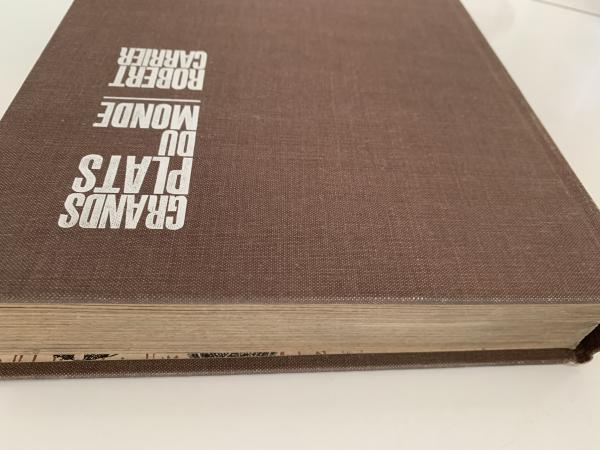 GRANDS
PLATS
DU
MONDE
ROBERT
CARRIER